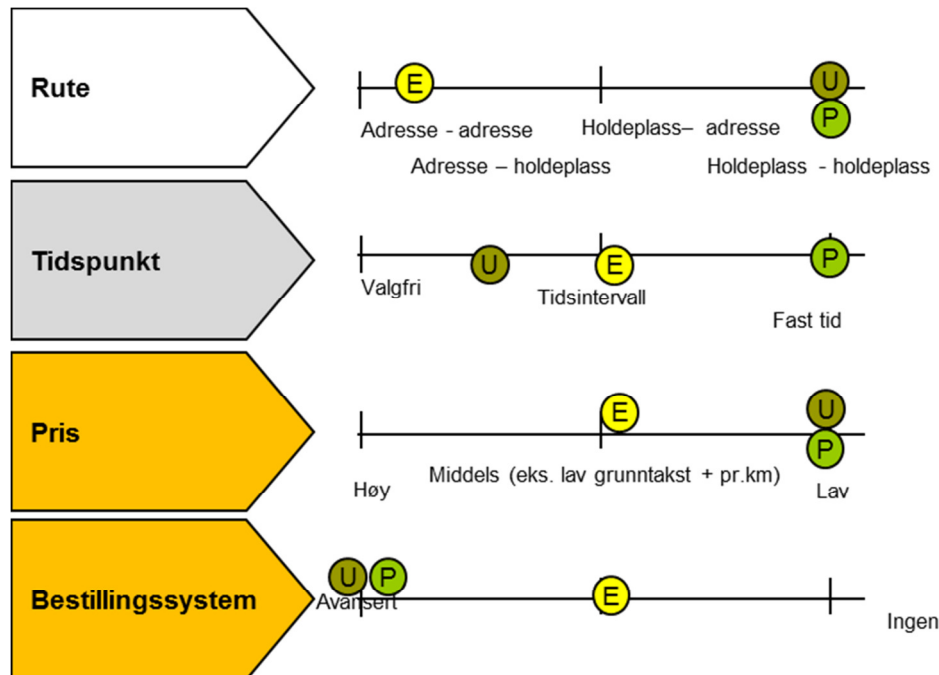 Rute
E
U
P
Adresse - adresse
Holdeplass– adresse
Adresse – holdeplass
Holdeplass - holdeplass
Tidspunkt
U
E
P
Valgfri
Tidsintervall
Fast tid
Pris
E
U
P
Høy
Middels (eks. lav grunntakst + pr.km)
Lav
Bestillingssystem
U
P
E
Avansert
Ingen